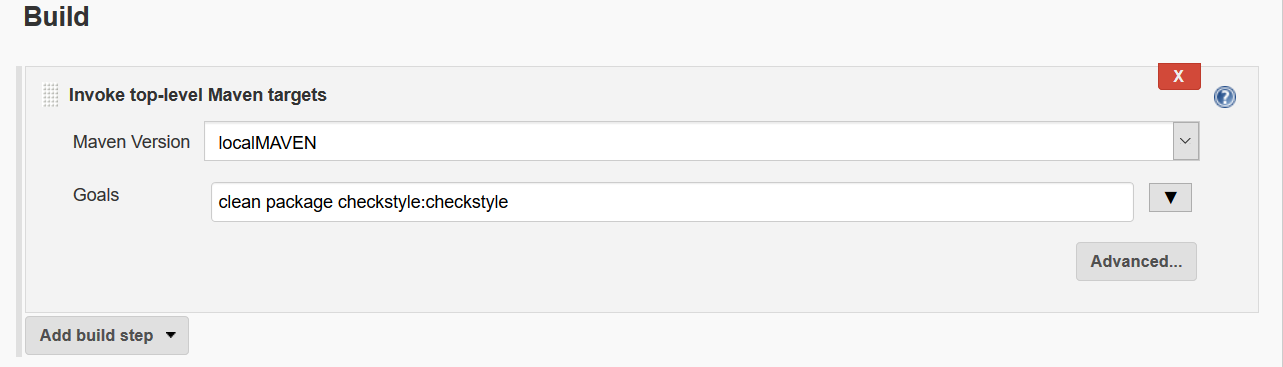 Build
X
Invoke top-level Maven targets
?
Maven Version localMAVEN
Goals clean package checkstyle:checkstyle
Advanced...
Add build step